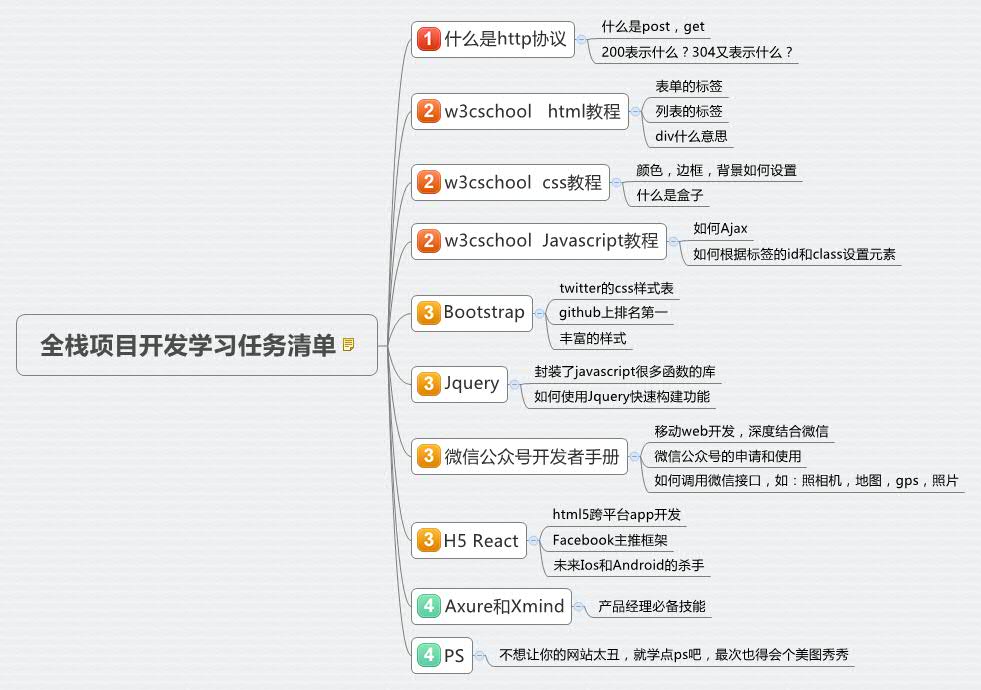 全栈项目开发学习任务清单
1 什么是http协议
什么是post，get
200表示什么？304又表示什么？
2 w3cschool html教程
表单的标签
列表的标签
div什么意思
2 w3cschool css教程
颜色，边框，背景如何设置
什么是盒子
2 w3cschool Javascript教程
如何Ajax
如何根据标签的id和class设置元素
3 Bootstrap
twitter的css样式表
github上排名第一
丰富的样式
3 Jquery
封装了javascript很多函数的库
如何使用Jquery快速构建功能
3 微信公众号开发者手册
移动web开发，深度结合微信
微信公众号的申请和使用
如何调用微信接口，如：照相机，地图，gps，照片
3 H5 React
html5跨平台app开发
Facebook主推框架
未来Ios和Android的杀手
4 Axure和Xmind
产品经理必备技能
4 PS
不想让你的网站太丑，就学点ps吧，最次也得会个美图秀秀